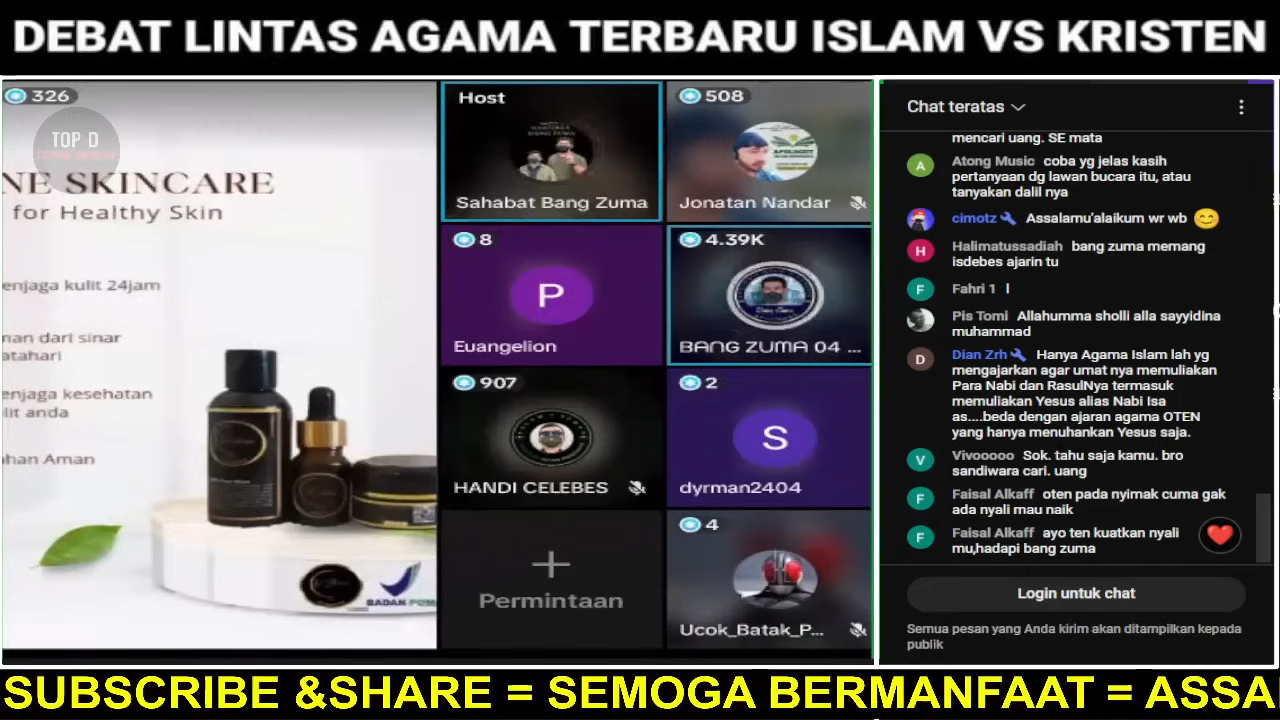 DEBAT LINTAS AGAMA TERBARU ISLAM VS KRISTEN
326
TOP D
NE SKINCARE
for Healthy Skin
enjaga kulit 24jam
nan dari sinar
atahari
enjaga kesehatan
lit anda
han Aman
BADAN POM
Host
Sahabat Bang Zuma
508
Jonatan Nandar
8
P
Euangelion
4.39K
BANG ZUMA 04 ...
907
HANDI CELEBES
2
S
dyrman2404
+
Permintaan
4
Ucok_Batak_P...
Chat teratas
mencari uang. SE mata
A
Atong Music coba yg jelas kasih
pertanyaan dg lawan bucara itu, atau
tanyakan dalil nya
cimotz Assalamu'alaikum wr wb 😊
H
Halimatussadiah bang zuma memang
isdebes ajarin tu
F
Fahri 1 I
Pis Tomi Allahumma sholli alla sayyidina
muhammad
D
Dian Zrh Hanya Agama Islam lah yg
mengajarkan agar umat nya memuliakan
Para Nabi dan RasulNya termasuk
memuliakan Yesus alias Nabi Isa
as....beda dengan ajaran agama OTEN
yang hanya menuhankan Yesus saja.
V
Vivooooo Sok. tahu saja kamu. bro
sandiwara cari. uang
F
Faisal Alkaff oten pada nyimak cuma gak
ada nyali mau naik
F
Faisal Alkaff ayo ten kuatkan nyali
mu,hadapi bang zuma
Login untuk chat
Semua pesan yang Anda kirim akan ditampilkan kepada
publik
SUBSCRIBE &SHARE = SEMOGA BERMANFAAT = ASSA